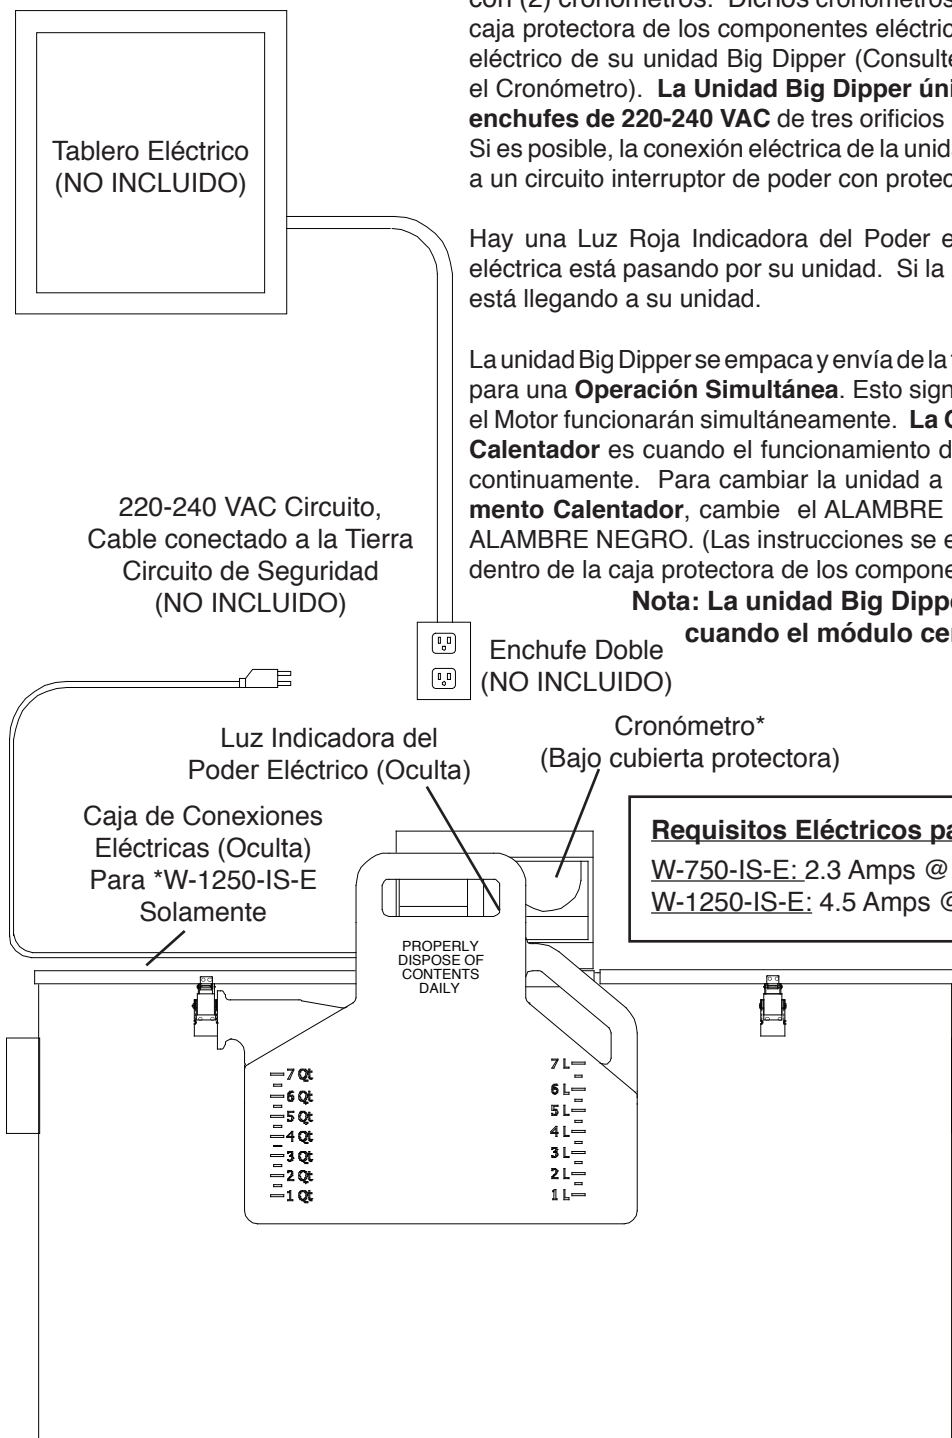 con (2) cronómetros. Dichos cronómetros
caja protectora de los componentes eléctric
eléctrico de su unidad Big Dipper (Consulte
el Cronómetro). La Unidad Big Dipper úni
enchufes de 220-240 VAC de tres orificios
Si es posible, la conexión eléctrica de la unid
a un circuito interruptor de poder con protec
Hay una Luz Roja Indicadora del Poder e
eléctrica está pasando por su unidad. Si la
está llegando a su unidad.
La unidad Big Dipper se empaca y envía de la
para una Operación Simultánea. Esto sign
el Motor funcionarán simultáneamente. La
Calentador es cuando el funcionamiento d
continuamente. Para cambiar la unidad a
mento Calentador, cambie el ALAMBRE
ALAMBRE NEGRO. (Las instrucciones se e
dentro de la caja protectora de los compone
Nota: La unidad Big Dippe
cuando el módulo cer
Tablero Eléctrico
(NO INCLUIDO)
220-240 VAC Circuito,
Cable conectado a la Tierra
Circuito de Seguridad
(NO INCLUIDO)
Enchufe Doble
(NO INCLUIDO)
Luz Indicadora del
Poder Eléctrico (Oculta)
Cronómetro*
(Bajo cubierta protectora)
Caja de Conexiones
Eléctricas (Oculta)
Para *W-1250-IS-E
Solamente
Requisitos Eléctricos pa
W-750-IS-E: 2.3 Amps @
W-1250-IS-E: 4.5 Amps @
PROPERLY
DISPOSE OF
CONTENTS
DAILY
7 Qt
6 Qt
5 Qt
4 Qt
3 Qt
2 Qt
1 Qt
7 L
6 L
5 L
4 L
3 L
2 L
1 L